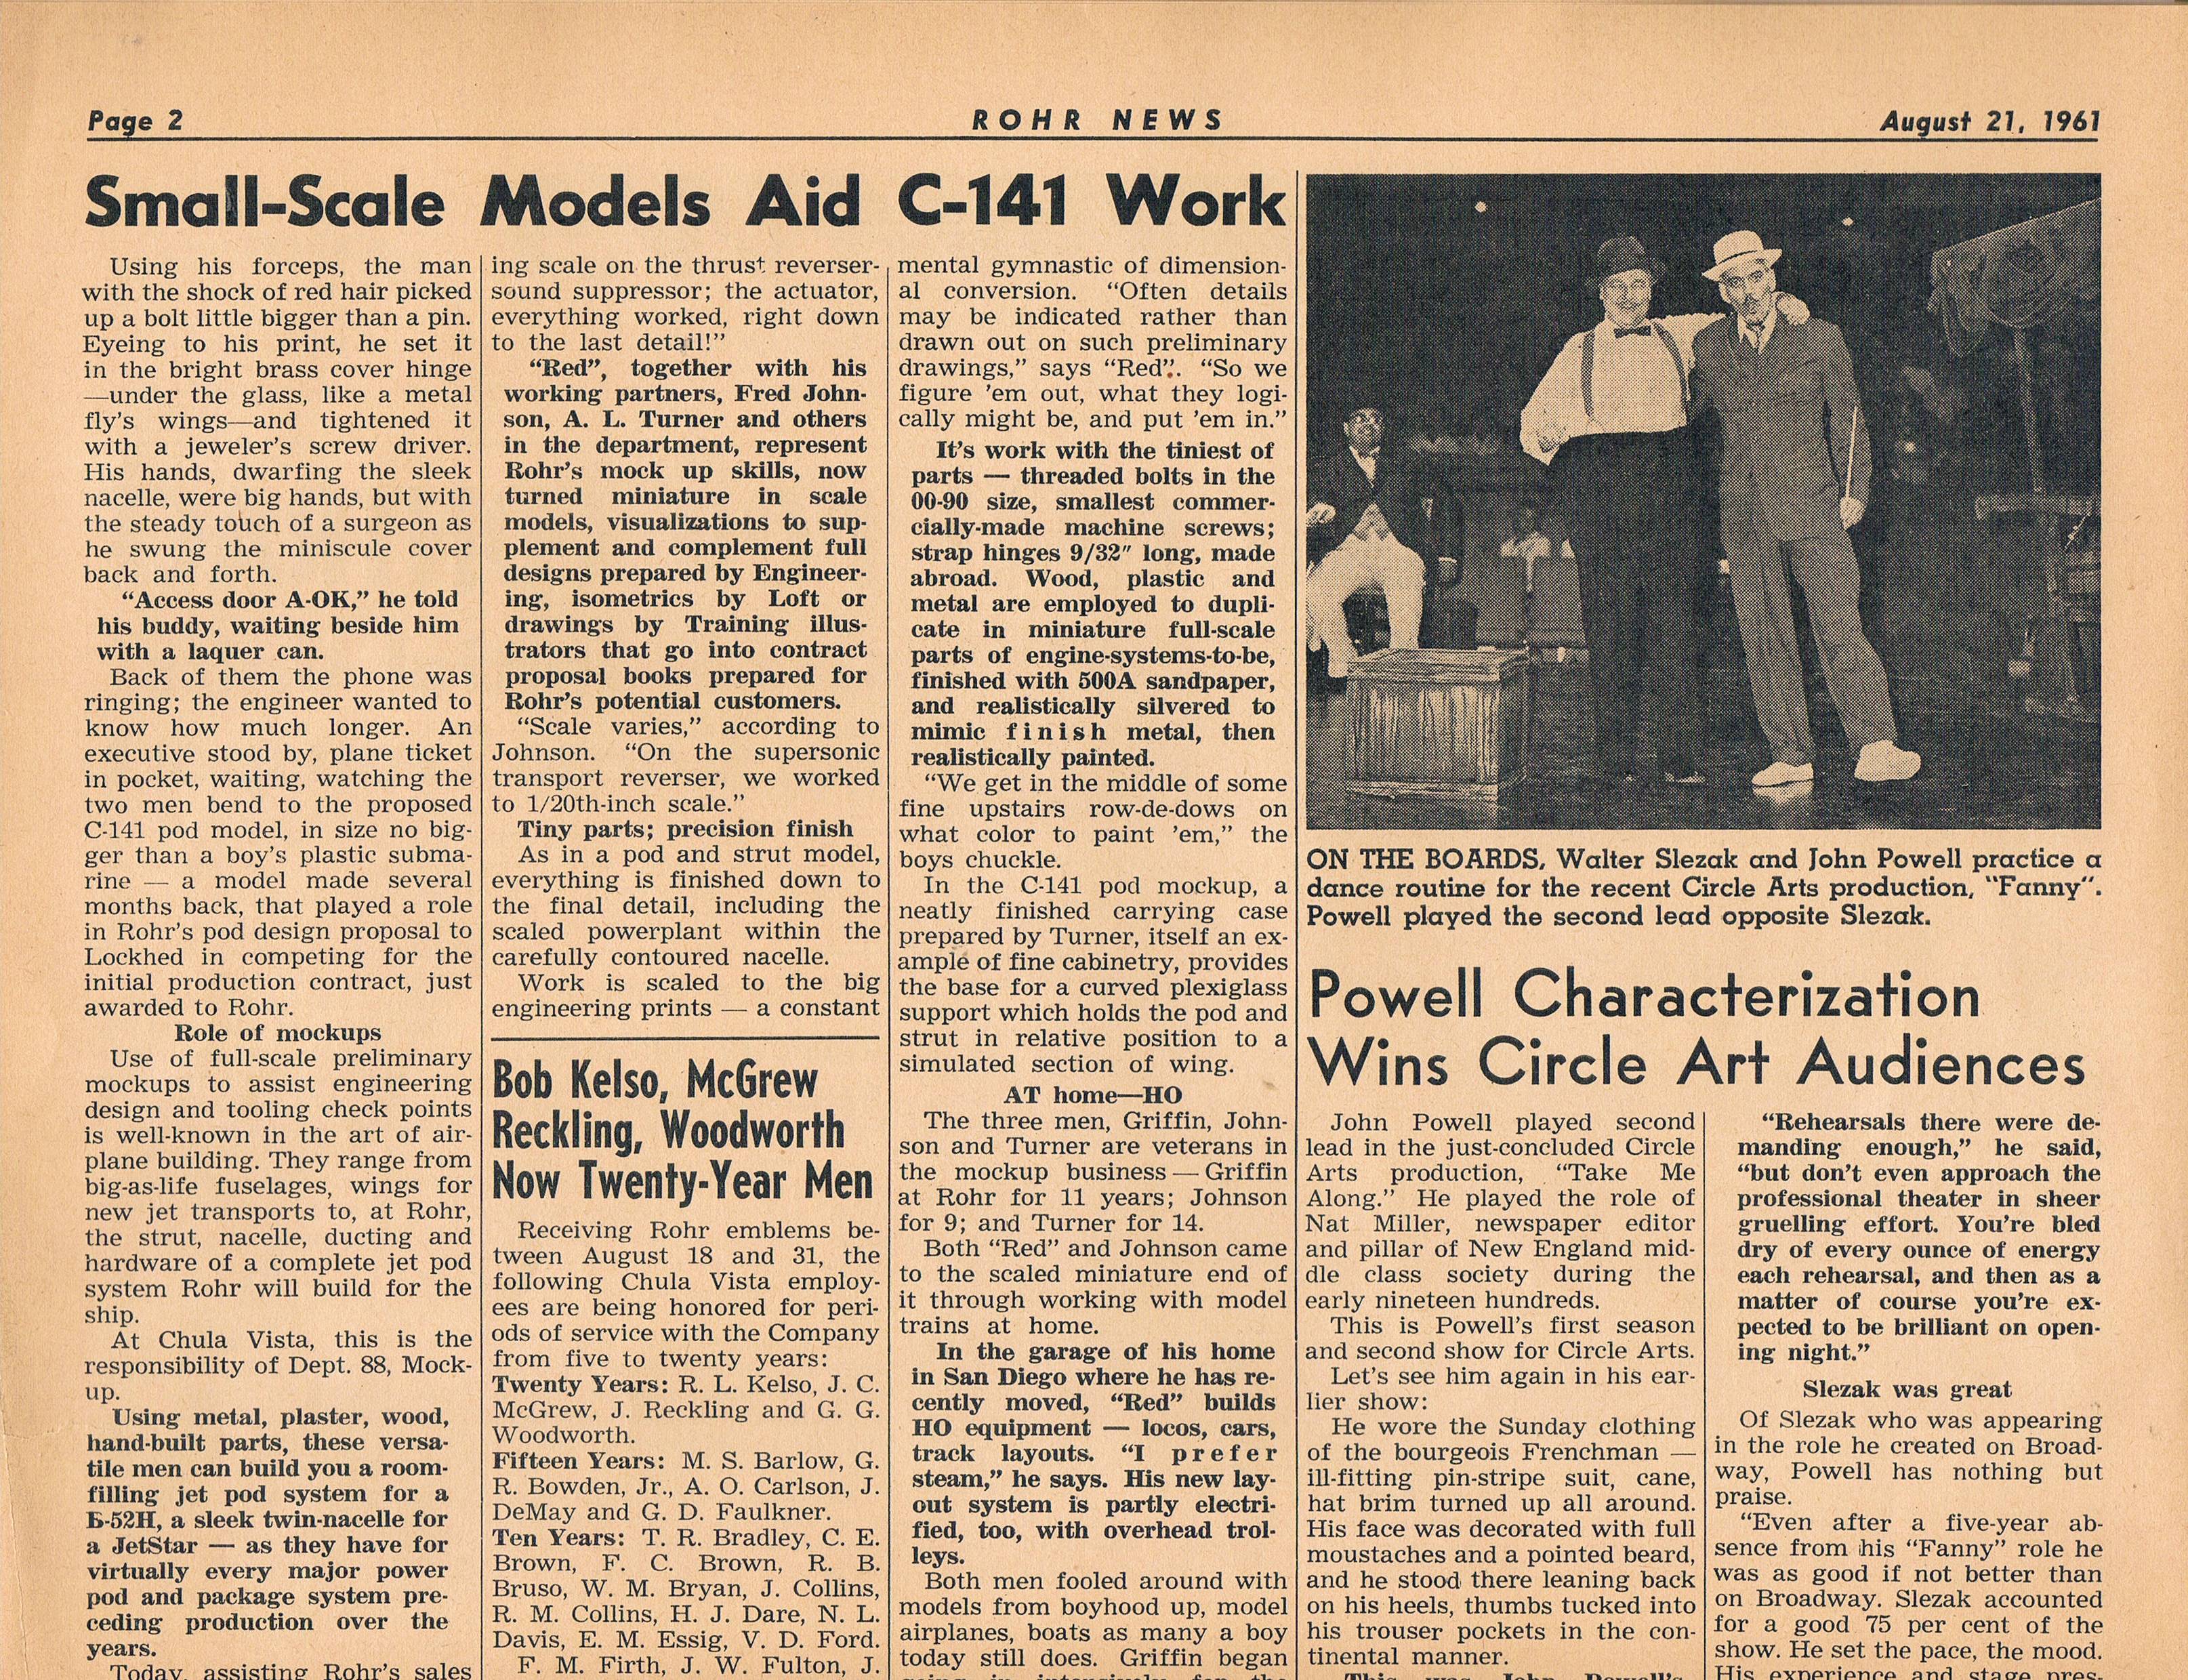 Page 2
ROHR NEWS
August 21, 1961
Small-Scale Models Aid C-141 Work
Using his forceps, the man
with the shock of red hair picked
up a bolt little bigger than a pin.
Eyeing to his print, he set it
in the bright brass cover hinge
—under the glass, like a metal
fly's wings—and tightened it
with a jeweler's screw driver.
His hands, dwarfing the sleek
nacelle, were big hands, but with
the steady touch of a surgeon as
he swung the miniscule cover
back and forth.
“Access door A-OK,” he told
his buddy, waiting beside him
with a laquer can.
Back of them the phone was
ringing; the engineer wanted to
know how much longer. An
executive stood by, plane ticket
in pocket, waiting, watching the
two men bend to the proposed
C-141 pod model, in size no big-
ger than a boy's plastic subma-
rine — a model made several
months back, that played a role
in Rohr's pod design proposal to
Lockhed in competing for the
initial production contract, just
awarded to Rohr.
Role of mockups
Use of full-scale preliminary
mockups to assist engineering
design and tooling check points
is well-known in the art of air-
plane building. They range from
big-as-life fuselages, wings for
new jet transports to, at Rohr,
the strut, nacelle, ducting and
hardware of a complete jet pod
system Rohr will build for the
ship.
At Chula Vista, this is the
responsibility of Dept. 88, Mock-
up.
Using metal, plaster, wood,
hand-built parts, these versa-
tile men can build you a room-
filling jet pod system for a
B-52H, a sleek twin-nacelle for
a JetStar — as they have for
virtually every major power
pod and package system pre-
ceding production over the
years.
Today, assisting Rohr's sales
ing scale on the thrust reverser-
sound suppressor; the actuator,
everything worked, right down
to the last detail!”
“Red”, together with his
working partners, Fred John-
son, A. L. Turner and others
in the department, represent
Rohr's mock up skills, now
turned miniature in scale
models, visualizations to sup-
plement and complement full
designs prepared by Engineer-
ing, isometrics by Loft or
drawings by Training illus-
trators that go into contract
proposal books prepared for
Rohr's potential customers.
“Scale varies,” according to
Johnson. “On the supersonic
transport reverser, we worked
to 1/20th-inch scale.”
Tiny parts; precision finish
As in a pod and strut model,
everything is finished down to
the final detail, including the
scaled powerplant within the
carefully contoured nacelle.
Work is scaled to the big
engineering prints — a constant
mental gymnastic of dimension-
al conversion. “Often details
may be indicated rather than
drawn out on such preliminary
drawings,” says “Red”. “So we
figure 'em out, what they logi-
cally might be, and put 'em in.”
It's work with the tiniest of
parts — threaded bolts in the
00-90 size, smallest commer-
cially-made machine screws;
strap hinges 9/32″ long, made
abroad. Wood, plastic and
metal are employed to dupli-
cate in miniature full-scale
parts of engine-systems-to-be,
finished with 500A sandpaper,
and realistically silvered to
mimic finish metal, then
realistically painted.
“We get in the middle of some
fine upstairs row-de-dows on
what color to paint 'em,” the
boys chuckle.
In the C-141 pod mockup, a
neatly finished carrying case
prepared by Turner, itself an ex-
ample of fine cabinetry, provides
the base for a curved plexiglass
support which holds the pod and
strut in relative position to a
simulated section of wing.
AT home—HO
The three men, Griffin, John-
son and Turner are veterans in
the mockup business — Griffin
at Rohr for 11 years; Johnson
for 9; and Turner for 14.
Both “Red” and Johnson came
to the scaled miniature end of
it through working with model
trains at home.
In the garage of his home
in San Diego where he has re-
cently moved, “Red” builds
HO equipment — locos, cars,
track layouts. “I prefer
steam,” he says. His new lay-
out system is partly electri-
fied, too, with overhead trol-
leys.
Both men fooled around with
models from boyhood up, model
airplanes, boats as many a boy
today still does. Griffin began
Bob Kelso, McGrew
Reckling, Woodworth
Now Twenty-Year Men
Receiving Rohr emblems be-
tween August 18 and 31, the
following Chula Vista employ-
ees are being honored for peri-
ods of service with the Company
from five to twenty years:
Twenty Years: R. L. Kelso, J. C.
McGrew, J. Reckling and G. G.
Woodworth.
Fifteen Years: M. S. Barlow, G.
R. Bowden, Jr., A. O. Carlson, J.
DeMay and G. D. Faulkner.
Ten Years: T. R. Bradley, C. E.
Brown, F. C. Brown, R. B.
Bruso, W. M. Bryan, J. Collins,
R. M. Collins, H. J. Dare, N. L.
Davis, E. M. Essig, V. D. Ford.
F. M. Firth, J. W. Fulton, J.
ON THE BOARDS, Walter Slezak and John Powell practice a
dance routine for the recent Circle Arts production, “Fanny”.
Powell played the second lead opposite Slezak.
Powell Characterization
Wins Circle Art Audiences
John Powell played second
lead in the just-concluded Circle
Arts production, “Take Me
Along.” He played the role of
Nat Miller, newspaper editor
and pillar of New England mid-
dle class society during the
early nineteen hundreds.
This is Powell's first season
and second show for Circle Arts.
Let's see him again in his ear-
lier show:
He wore the Sunday clothing
of the bourgeois Frenchman —
ill-fitting pin-stripe suit, cane,
hat brim turned up all around.
His face was decorated with full
moustaches and a pointed beard,
and he stood there leaning back
on his heels, thumbs tucked into
his trouser pockets in the con-
tinental manner.
This was John Powell's
“Rehearsals there were de-
manding enough,” he said,
“but don't even approach the
professional theater in sheer
gruelling effort. You're bled
dry of every ounce of energy
each rehearsal, and then as a
matter of course you're ex-
pected to be brilliant on open-
ing night.”
Slezak was great
Of Slezak who was appearing
in the role he created on Broad-
way, Powell has nothing but
praise.
“Even after a five-year ab-
sence from his “Fanny” role he
was as good if not better than
on Broadway. Slezak accounted
for a good 75 per cent of the
show. He set the pace, the mood.
His experience and stage pres-